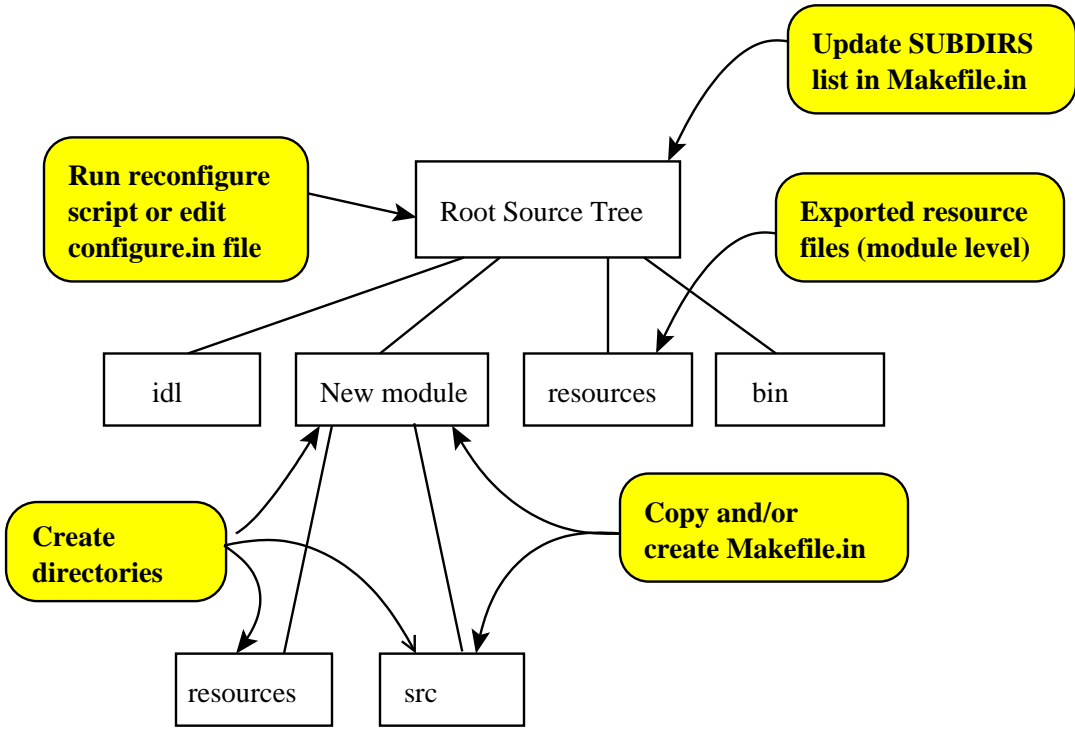 Update SUBDIRS
list in Makefile.in
Run reconfigure
script or edit
configure.in file
Root Source Tree
Exported resource
files (module level)
idl
New module
resources
bin
Create
directories
Copy and/or
create Makefile.in
resources
src